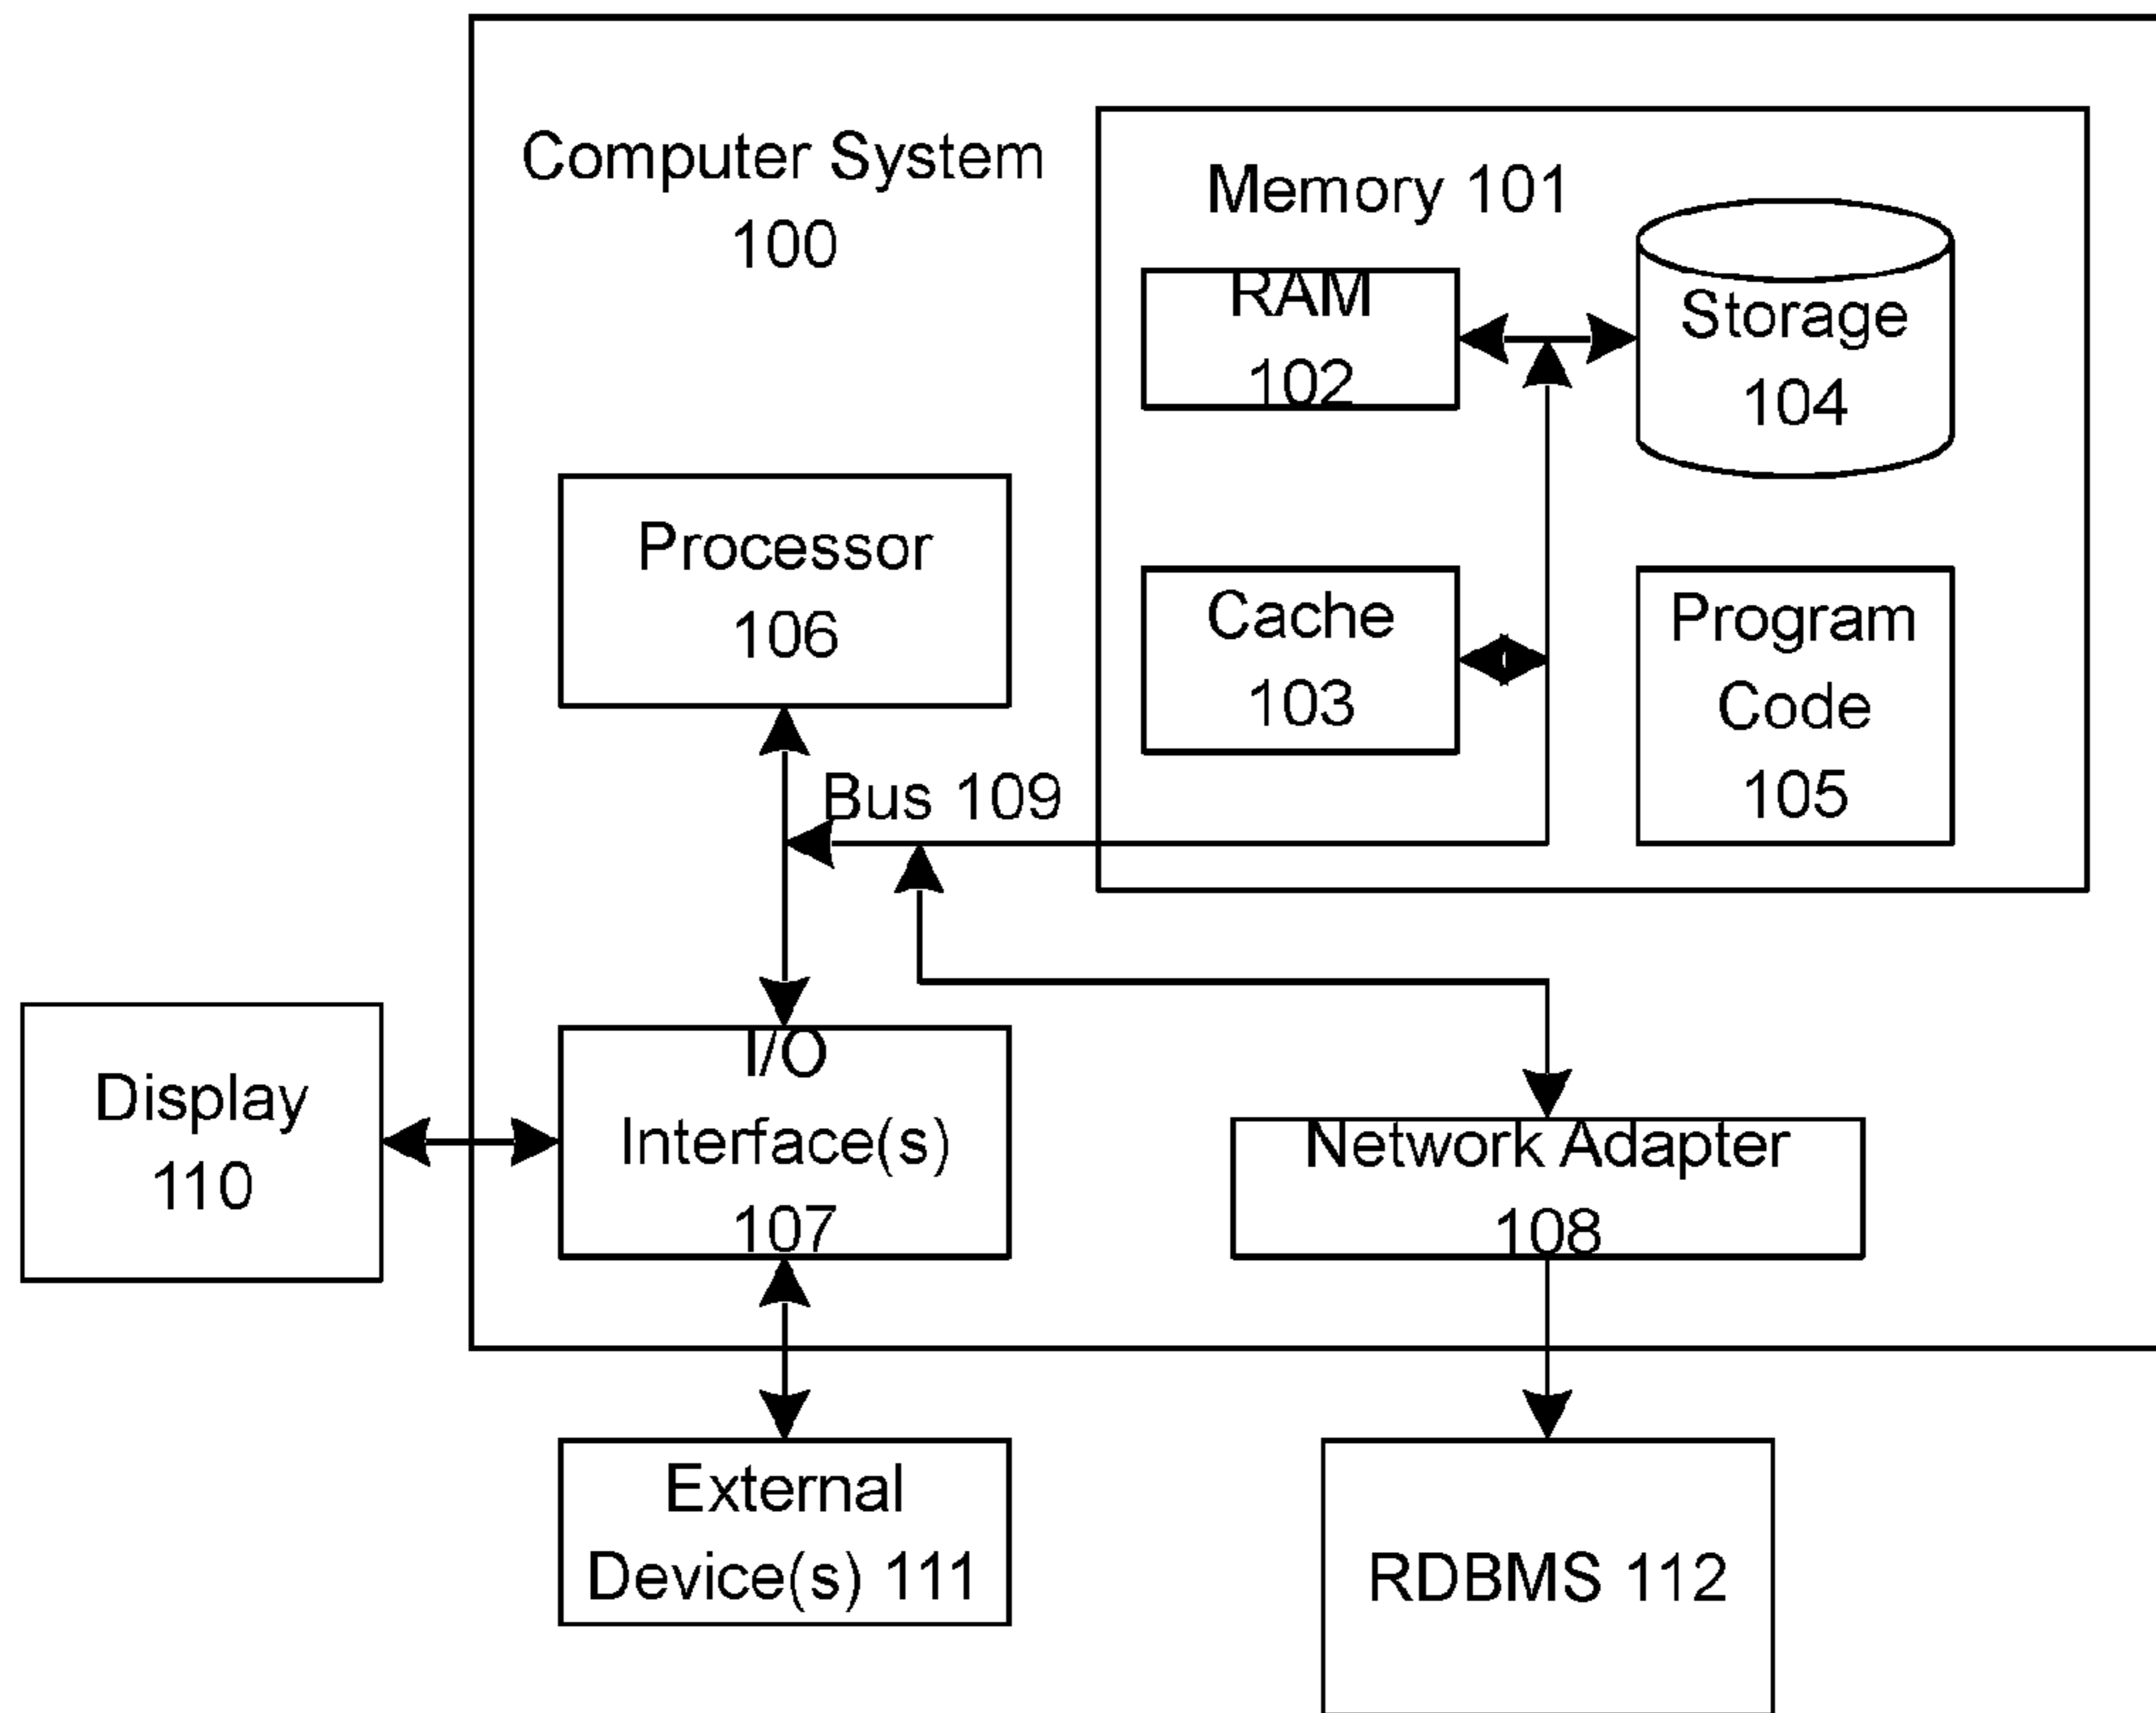 Computer System
100
Memory 101
RAM
102
Storage
104
Processor
106
Cache
103
Program
Code
105
Bus 109
Display
110
I/O
Interface(s)
107
Network Adapter
108
External
Device(s) 111
RDBMS 112